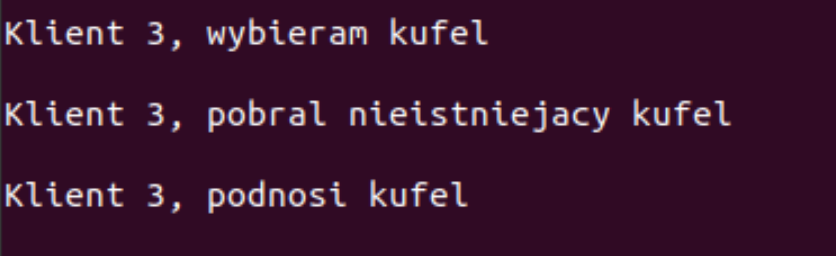 Klient 3, wybieram kufel
Klient 3, pobral nieistniejacy kufel
Klient 3, podnosi kufel